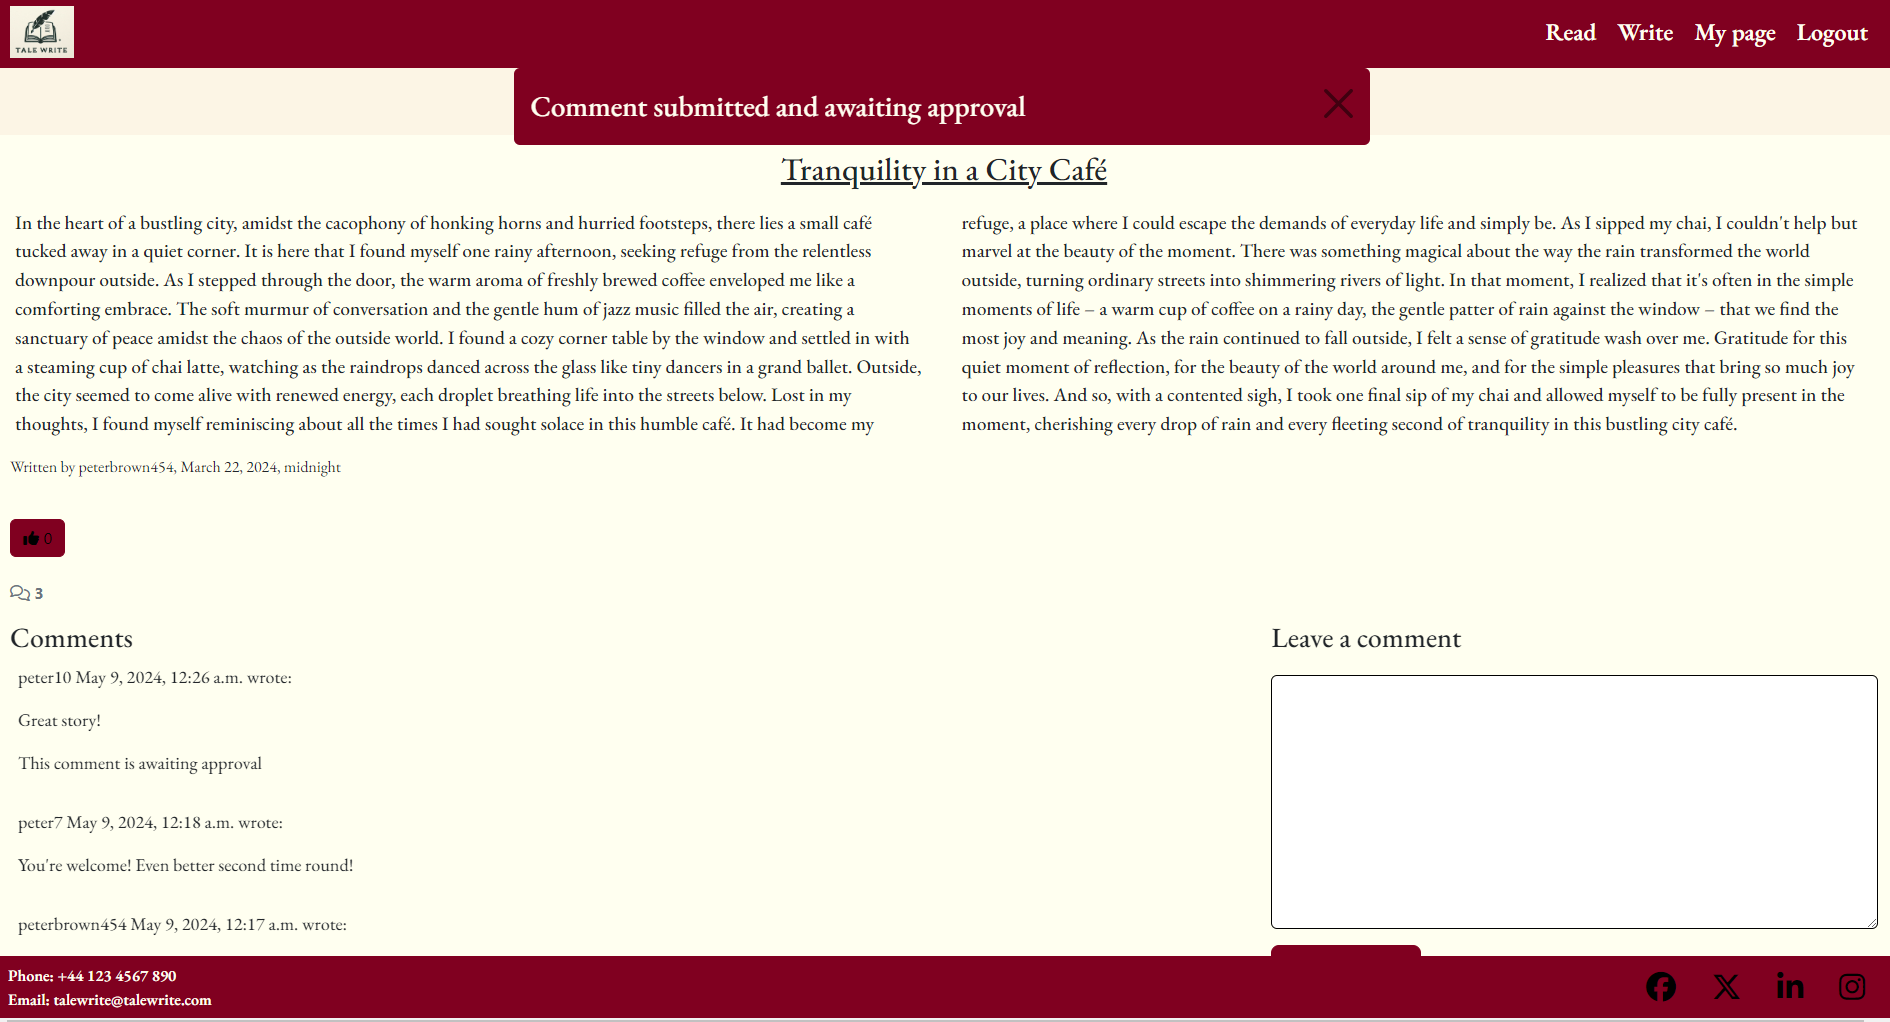 TALE WRITE
Read Write My page Logout
Comment submitted and awaiting approval
Tranquility in a City Café
In the heart of a bustling city, amidst the cacophony of honking horns and hurried footsteps, there lies a small café
tucked away in a quiet corner. It is here that I found myself one rainy afternoon, seeking refuge from the relentless
downpour outside. As I stepped through the door, the warm aroma of freshly brewed coffee enveloped me like a
comforting embrace. The soft murmur of conversation and the gentle hum of jazz music filled the air, creating a
sanctuary of peace amidst the chaos of the outside world. I found a cozy corner table by the window and settled in with
a steaming cup of chai latte, watching as the raindrops danced across the glass like tiny dancers in a grand ballet. Outside,
the city seemed to come alive with renewed energy, each droplet breathing life into the streets below. Lost in my
thoughts, I found myself reminiscing about all the times I had sought solace in this humble café. It had become my
refuge, a place where I could escape the demands of everyday life and simply be. As I sipped my chai, I couldn't help but
marvel at the beauty of the moment. There was something magical about the way the rain transformed the world
outside, turning ordinary streets into shimmering rivers of light. In that moment, I realized that it's often in the simple
moments of life – a warm cup of coffee on a rainy day, the gentle patter of rain against the window – that we find the
most joy and meaning. As the rain continued to fall outside, I felt a sense of gratitude wash over me. Gratitude for this
quiet moment of reflection, for the beauty of the world around me, and for the simple pleasures that bring so much joy
to our lives. And so, with a contented sigh, I took one final sip of my chai and allowed myself to be fully present in the
moment, cherishing every drop of rain and every fleeting second of tranquility in this bustling city café.
Written by peterbrown454, March 22, 2024, midnight
0
3
Comments
peter10 May 9, 2024, 12:26 a.m. wrote:
Great story!
This comment is awaiting approval
peter7 May 9, 2024, 12:18 a.m. wrote:
You're welcome! Even better second time round!
peterbrown454 May 9, 2024, 12:17 a.m. wrote:
Leave a comment
Phone: +44 123 4567 890
Email: talewrite@talewrite.com